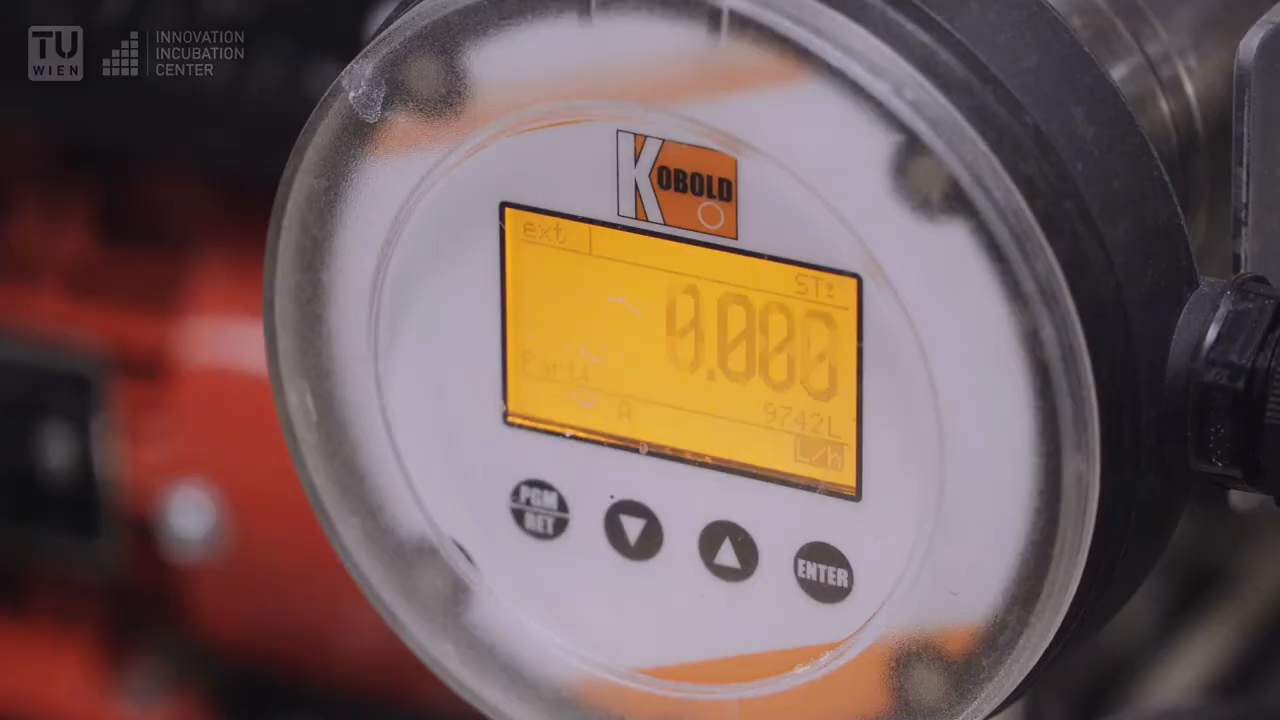 TU
WIEN
INNOVATION
INCUBATION
CENTER
KOBOLD
ext
ST:
0.000
9742L
L/h
PGM
RET
ENTER